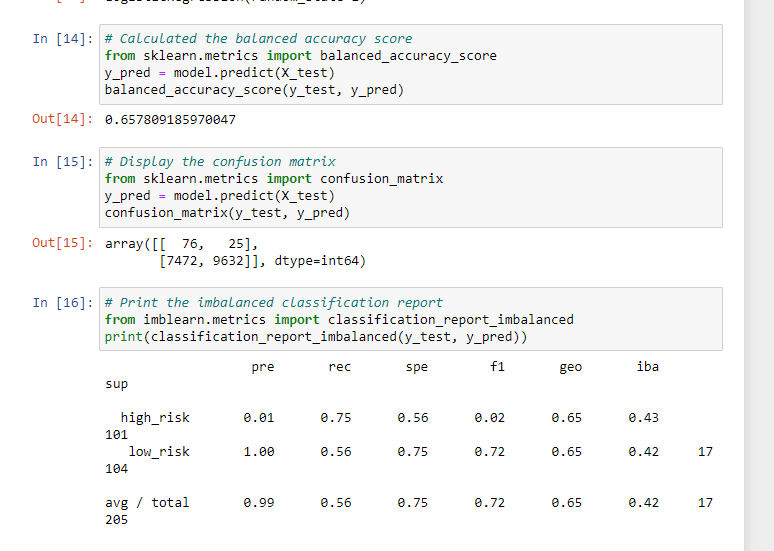 In [14]: # Calculated the balanced accuracy score
from sklearn.metrics import balanced_accuracy_score
y_pred = model.predict(X_test)
balanced_accuracy_score(y_test, y_pred)
Out[14]: 0.657809185970047
In [15]: # Display the confusion matrix
from sklearn.metrics import confusion_matrix
y_pred = model.predict(X_test)
confusion_matrix(y_test, y_pred)
Out[15]: array([[  76,   25],
[7472, 9632]], dtype=int64)
In [16]: # Print the imbalanced classification report
from imblearn.metrics import classification_report_imbalanced
print(classification_report_imbalanced(y_test, y_pred))
pre rec spe f1 geo iba
sup
high_risk 0.01 0.75 0.56 0.02 0.65 0.43
101
low_risk 1.00 0.56 0.75 0.72 0.65 0.42 17
104
avg / total 0.99 0.56 0.75 0.72 0.65 0.42 17
205